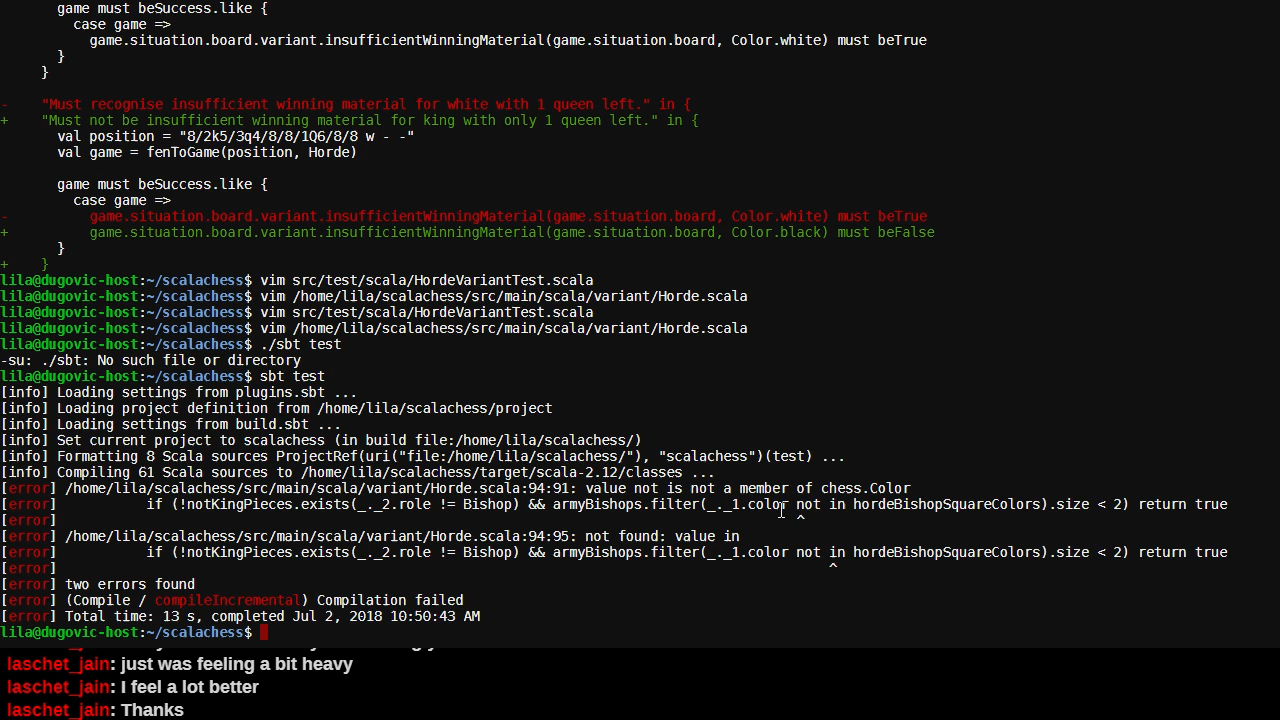 game must beSuccess.like {
case game =>
game.situation.board.variant.insufficientWinningMaterial(game.situation.board, Color.white) must beTrue
}
}
-     "Must recognise insufficient winning material for white with 1 queen left." in {
+     "Must not be insufficient winning material for king with only 1 queen left." in {
val position = "8/2k5/3q4/8/8/1Q6/8/8 w - -"
val game = fenToGame(position, Horde)
game must beSuccess.like {
case game =>
-           game.situation.board.variant.insufficientWinningMaterial(game.situation.board, Color.white) must beTrue
+           game.situation.board.variant.insufficientWinningMaterial(game.situation.board, Color.black) must beFalse
}
+     }
lila@dugovic-host:~/scalachess$ vim src/test/scala/HordeVariantTest.scala
lila@dugovic-host:~/scalachess$ vim /home/lila/scalachess/src/main/scala/variant/Horde.scala
lila@dugovic-host:~/scalachess$ vim src/test/scala/HordeVariantTest.scala
lila@dugovic-host:~/scalachess$ vim /home/lila/scalachess/src/main/scala/variant/Horde.scala
lila@dugovic-host:~/scalachess$ ./sbt test
-su: ./sbt: No such file or directory
lila@dugovic-host:~/scalachess$ sbt test
[info] Loading settings from plugins.sbt ...
[info] Loading project definition from /home/lila/scalachess/project
[info] Loading settings from build.sbt ...
[info] Set current project to scalachess (in build file:/home/lila/scalachess/)
[info] Formatting 8 Scala sources ProjectRef(uri("file:/home/lila/scalachess/"), "scalachess")(test) ...
[info] Compiling 61 Scala sources to /home/lila/scalachess/target/scala-2.12/classes ...
[error] /home/lila/scalachess/src/main/scala/variant/Horde.scala:94:91: value not is not a member of chess.Color
[error]           if (!notKingPieces.exists(_._2.role != Bishop) && armyBishops.filter(_._1.color not in hordeBishopSquareColors).size < 2) return true
[error]                                                                                           ^
[error] /home/lila/scalachess/src/main/scala/variant/Horde.scala:94:95: not found: value in
[error]           if (!notKingPieces.exists(_._2.role != Bishop) && armyBishops.filter(_._1.color not in hordeBishopSquareColors).size < 2) return true
[error]                                                                                               ^
[error] two errors found
[error] (Compile / compileIncremental) Compilation failed
[error] Total time: 13 s, completed Jul 2, 2018 10:50:43 AM
lila@dugovic-host:~/scalachess$
laschet_jain: just was feeling a bit heavy
laschet_jain: I feel a lot better
laschet_jain: Thanks